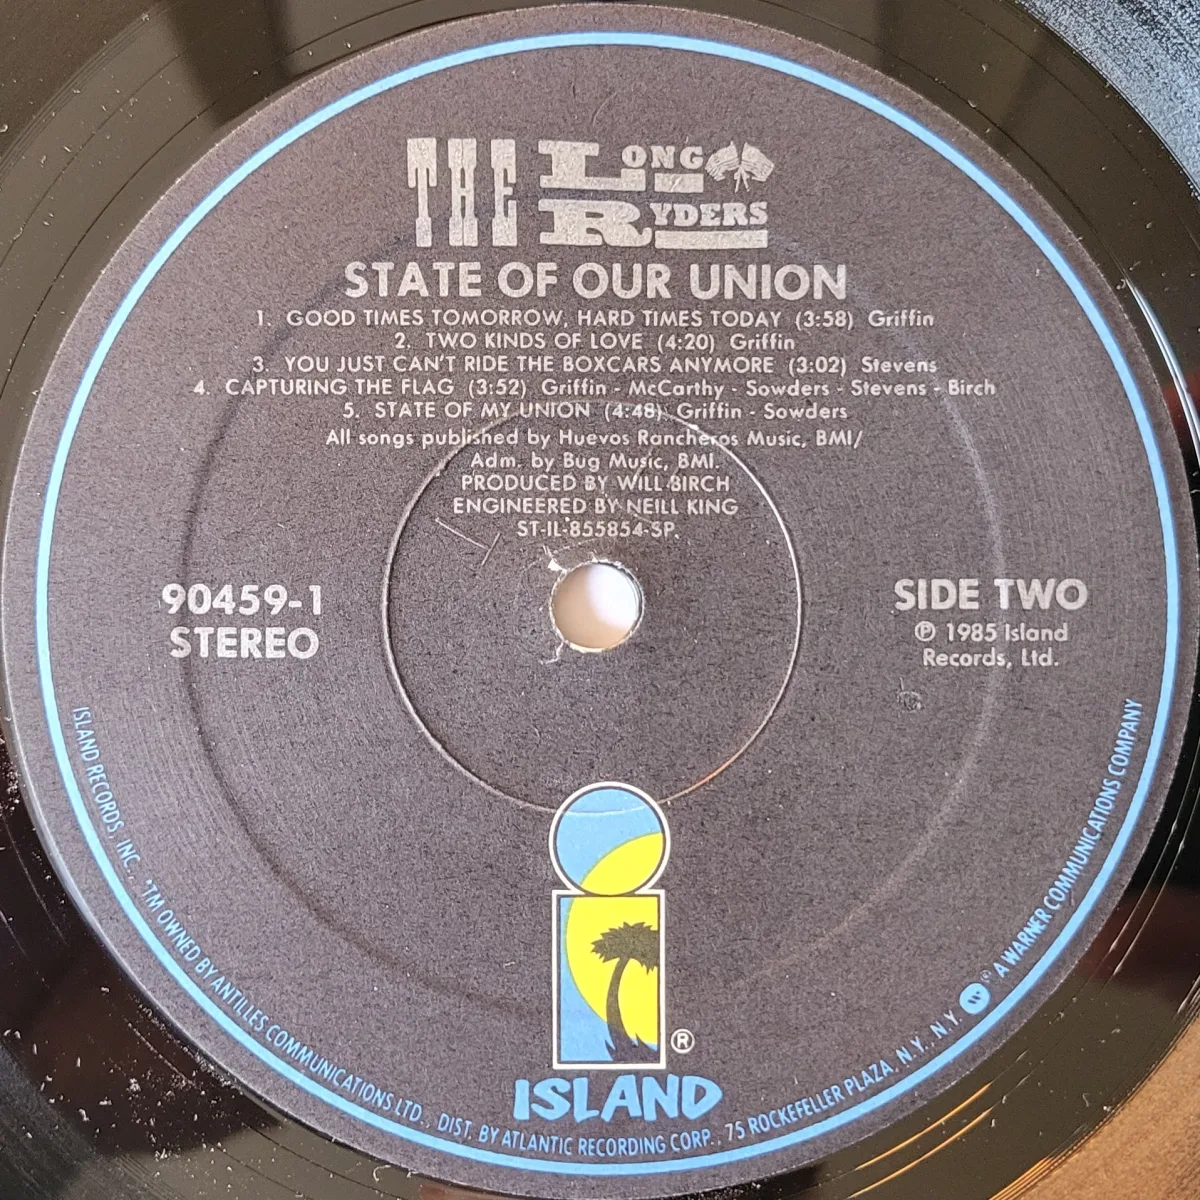 THE LONG RYDERS
STATE OF OUR UNION
1. GOOD TIMES TOMORROW, HARD TIMES TODAY (3:58) Griffin
2. TWO KINDS OF LOVE (4:20) Griffin
3. YOU JUST CAN'T RIDE THE BOXCARS ANYMORE (3:02) Stevens
4. CAPTURING THE FLAG (3:52) Griffin - McCarthy - Sowders - Stevens - Birch
5. STATE OF MY UNION (4:48) Griffin - Sowders
All songs published by Huevos Rancheros Music, BMI/
Adm. by Bug Music, BMI.
PRODUCED BY WILL BIRCH
ENGINEERED BY NEILL KING
ST-IL-855854-SP.
90459-1
STEREO
SIDE TWO
℗ 1985 Island
Records, Ltd.
®
ISLAND
ISLAND RECORDS, INC., *TM OWNED BY ANTILLES COMMUNICATIONS LTD., DIST. BY ATLANTIC RECORDING CORP., 75 ROCKEFELLER PLAZA, N.Y., N.Y. © A WARNER COMMUNICATIONS COMPANY